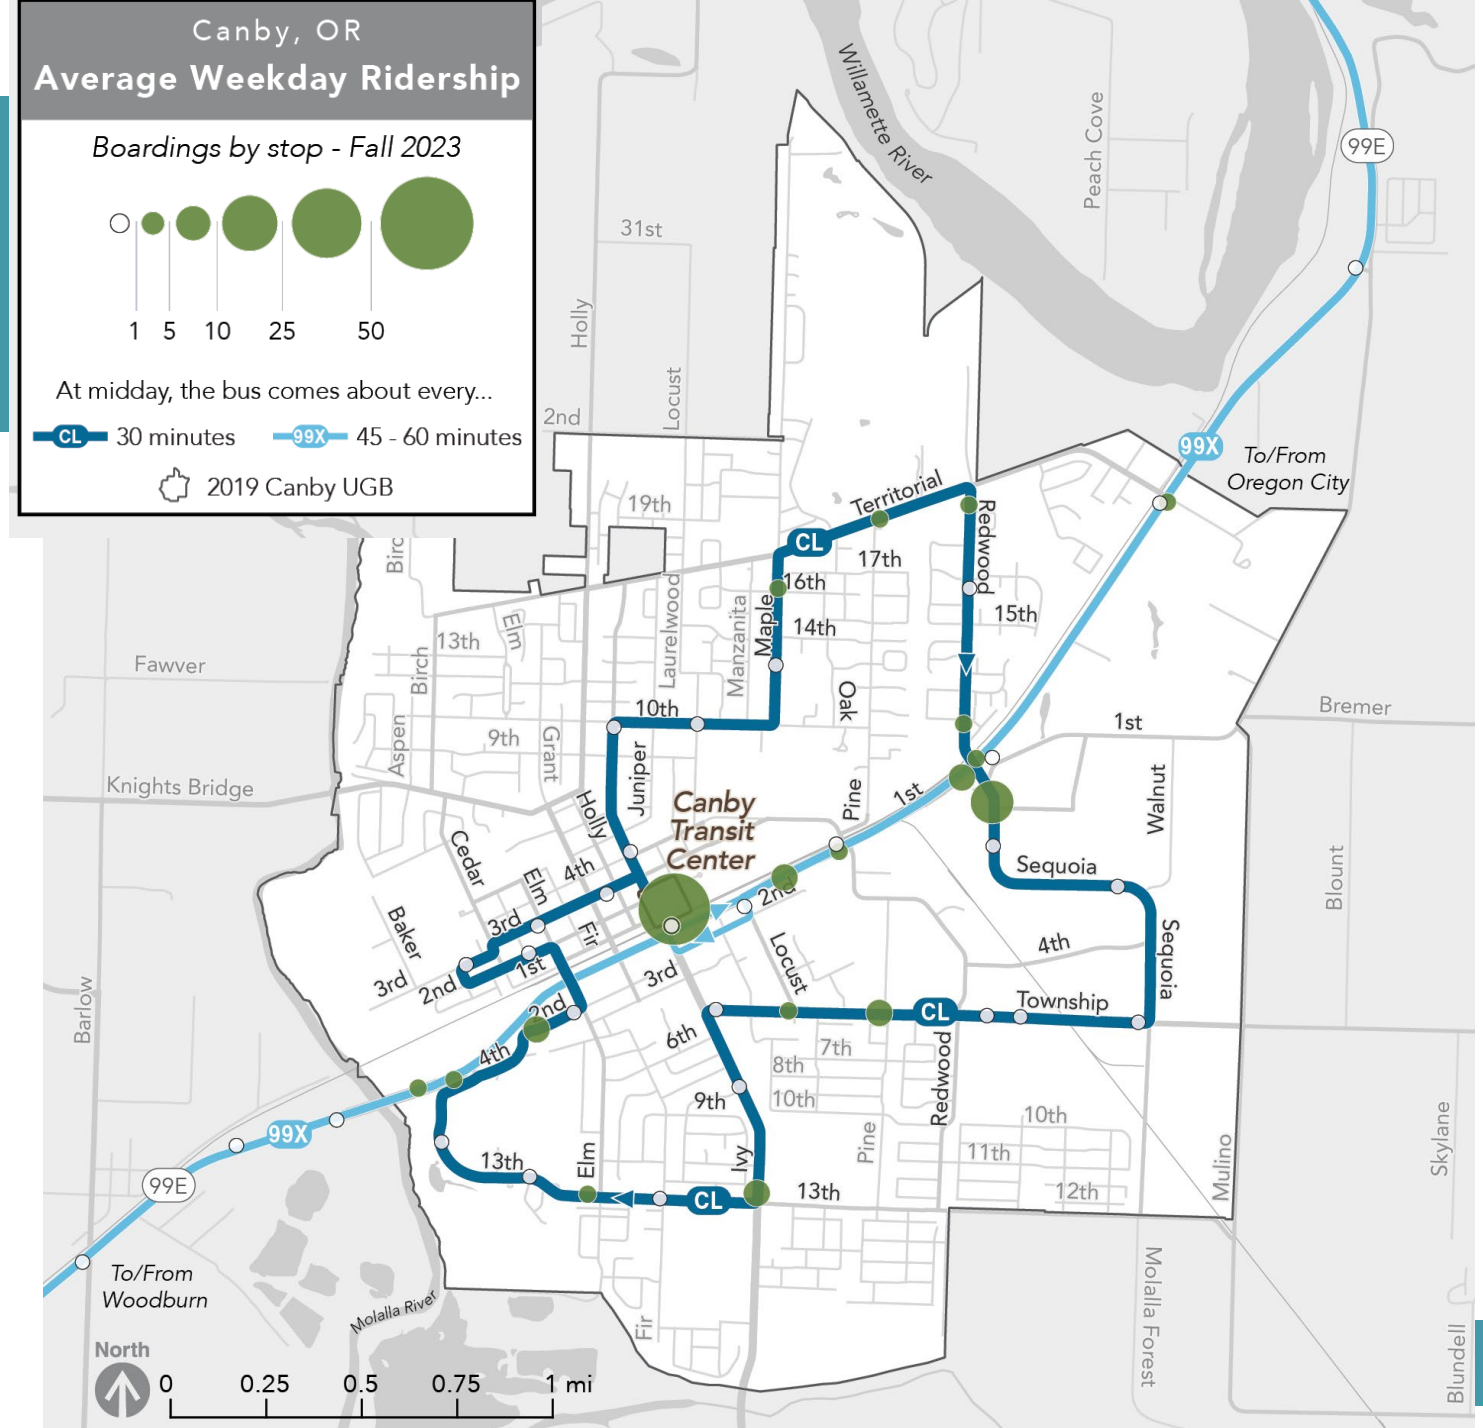 Canby, OR
Average Weekday Ridership
Boardings by stop - Fall 2023
1 5 10 25 50
At midday, the bus comes about every...
CL 30 minutes 99X 45 - 60 minutes
2019 Canby UGB
Willamette River
Peach Cove
99E
31st
Holly
Locust
2nd
99X
To/From
Oregon City
19th
Territorial
Redwood
CL
17th
16th
15th
14th
Birc
Elm
13th
Birch
Laurelwood
Manzanita
Maple
Fawver
Oak
10th
Bremer
1st
Aspen
9th
Grant
Juniper
Knights Bridge
Holly
Canby
Transit
Center
Pine
1st
Walnut
Cedar
Elm
4th
Sequoia
Blount
2nd
Baker
3rd
Fir
Locust
4th
Sequoia
3rd
2nd
1st
3rd
Barlow
2nd
CL
Township
6th
7th
4th
8th
Redwood
9th
10th
10th
Skylane
99X
Pine
11th
Mulino
13th
Elm
Ivy
99E
CL
13th
12th
To/From
Woodburn
Molalla River
Fir
Molalla Forest
Blundell
North
0 0.25 0.5 0.75 1 mi